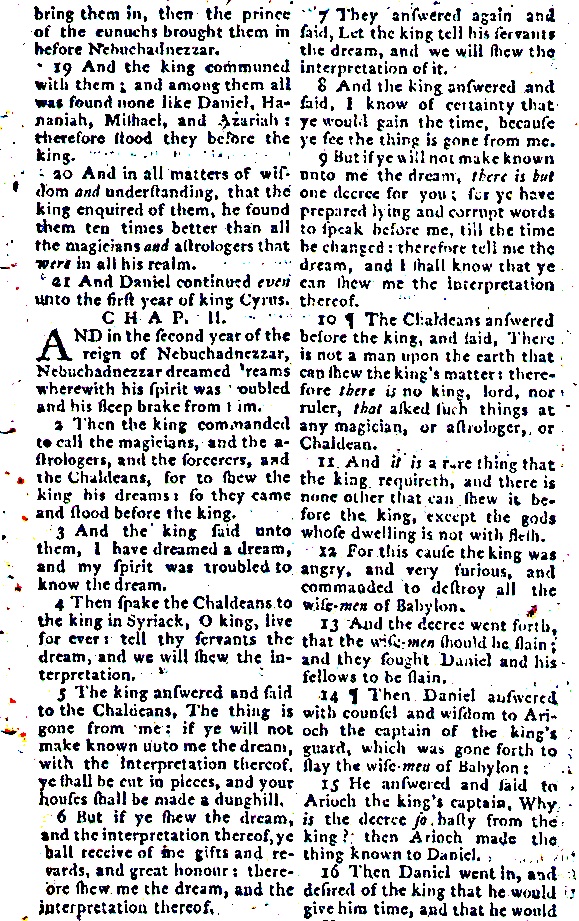 bring them in, then the prince
of the eunuchs brought them in
before Nebuchadnezzar.
19 And the king communed
with them; and among them all
was found none like Daniel, Ha-
naniah, Miſhael, and Azariah:
therefore ſtood they before the
king.
20 And in all matters of wiſ-
dom and underſtanding, that the
king enquired of them, he found
them ten times better than all
the magicians and aſtrologers that
were in all his realm.
21 And Daniel continued even
unto the firſt year of king Cyrus.
CHAP. II.
AND in the ſecond year of the
reign of Nebuchadnezzar,
Nebuchadnezzar dreamed reams
wherewith his ſpirit was oubled
and his ſleep brake from im.
2 Then the king commanded
to call the magicians, and the a-
ſtrologers, and the ſorcerers, and
the Chaldeans, for to ſhew the
king his dreams: ſo they came
and ſtood before the king.
3 And the king ſaid unto
them, I have dreamed a dream,
and my ſpirit was troubled to
know the dream.
4 Then ſpake the Chaldeans to
the king in Syriack, O king, live
for ever: tell thy ſervants the
dream, and we will ſhew the in-
terpretation.
5 The king anſwered and ſaid
to the Chaldeans, The thing is
gone from me: if ye will not
make known unto me the dream,
with the interpretation thereof,
ye ſhall be cut in pieces, and your
houſes ſhall be made a dunghill.
6 But if ye ſhew the dream,
and the interpretation thereof, ye
hall receive of me gifts and re-
wards, and great honour: there-
ore ſhew me the dream, and the
interpretation thereof.
7 They anſwered again and
ſaid, Let the king tell his ſervants
the dream, and we will ſhew the
interpretation of it.
8 And the king anſwered and
ſaid, I know of certainty that
ye would gain the time, becauſe
ye ſee the thing is gone from me.
9 But if ye will not make known
unto me the dream, there is but
one decree for you; for ye have
prepared lying and corrupt words
to ſpeak before me, till the time
be changed: therefore tell me the
dream, and I ſhall know that ye
can ſhew me the interpretation
thereof.
10 ¶ The Chaldeans anſwered
before the king, and ſaid, There
is not a man upon the earth that
can ſhew the king's matter: there-
fore there is no king, lord, nor
ruler, that aſked ſuch things at
any magician, or aſtrologer, or
Chaldean.
11 And it is a rare thing that
the king requireth, and there is
none other that can ſhew it be-
fore the king, except the gods
whoſe dwelling is not with fleſh.
12 For this cauſe the king was
angry, and very furious, and
commanded to deſtroy all the
wiſe-men of Babylon.
13 And the decree went forth,
that the wiſe-men ſhould be ſlain;
and they ſought Daniel and his
fellows to be ſlain.
14 ¶ Then Daniel anſwered
with counſel and wiſdom to Ari-
och the captain of the king's
guard, which was gone forth to
ſlay the wiſe-men of Babylon:
15 He anſwered and ſaid to
Arioch the king's captain, Why
is the decree ſo haſty from the
king? then Arioch made the
thing known to Daniel.
16 Then Daniel went in, and
deſired of the king that he would
give him time, and that he would